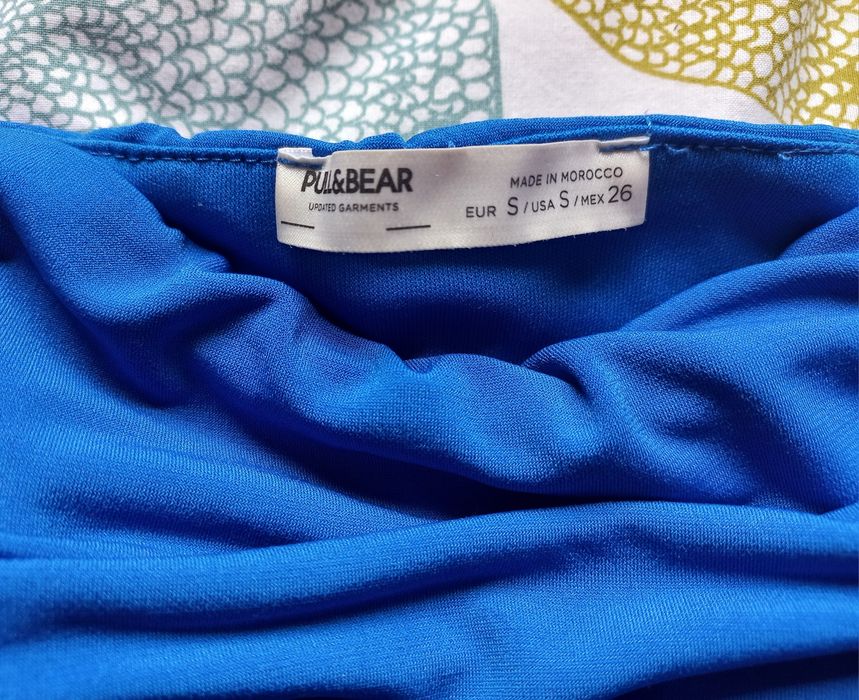 PULL&BEAR
UPDATED GARMENTS
MADE IN MOROCCO
EUR S / USA S / MEX 26